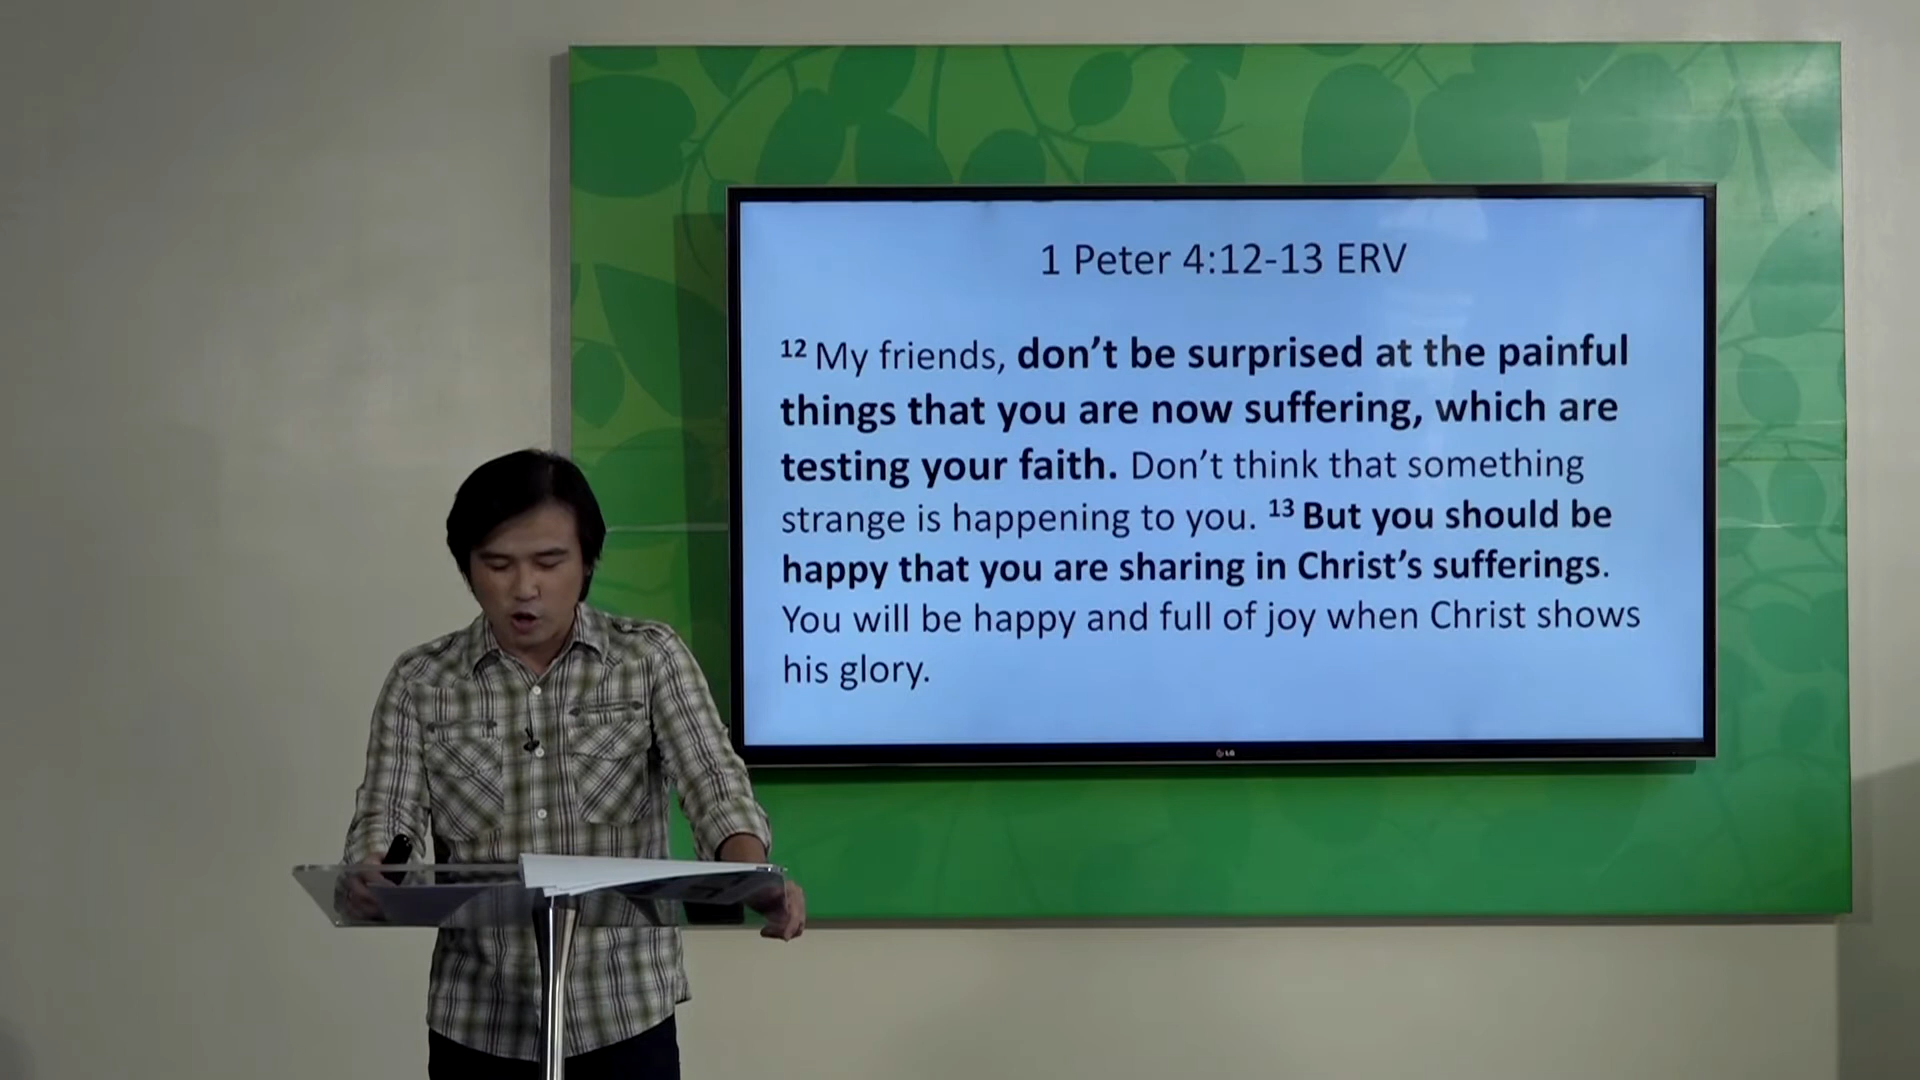 1 Peter 4:12-13 ERV
12 My friends, don't be surprised at the painful
things that you are now suffering, which are
testing your faith. Don't think that something
strange is happening to you. 13 But you should be
happy that you are sharing in Christ's sufferings.
You will be happy and full of joy when Christ shows
his glory.
LG